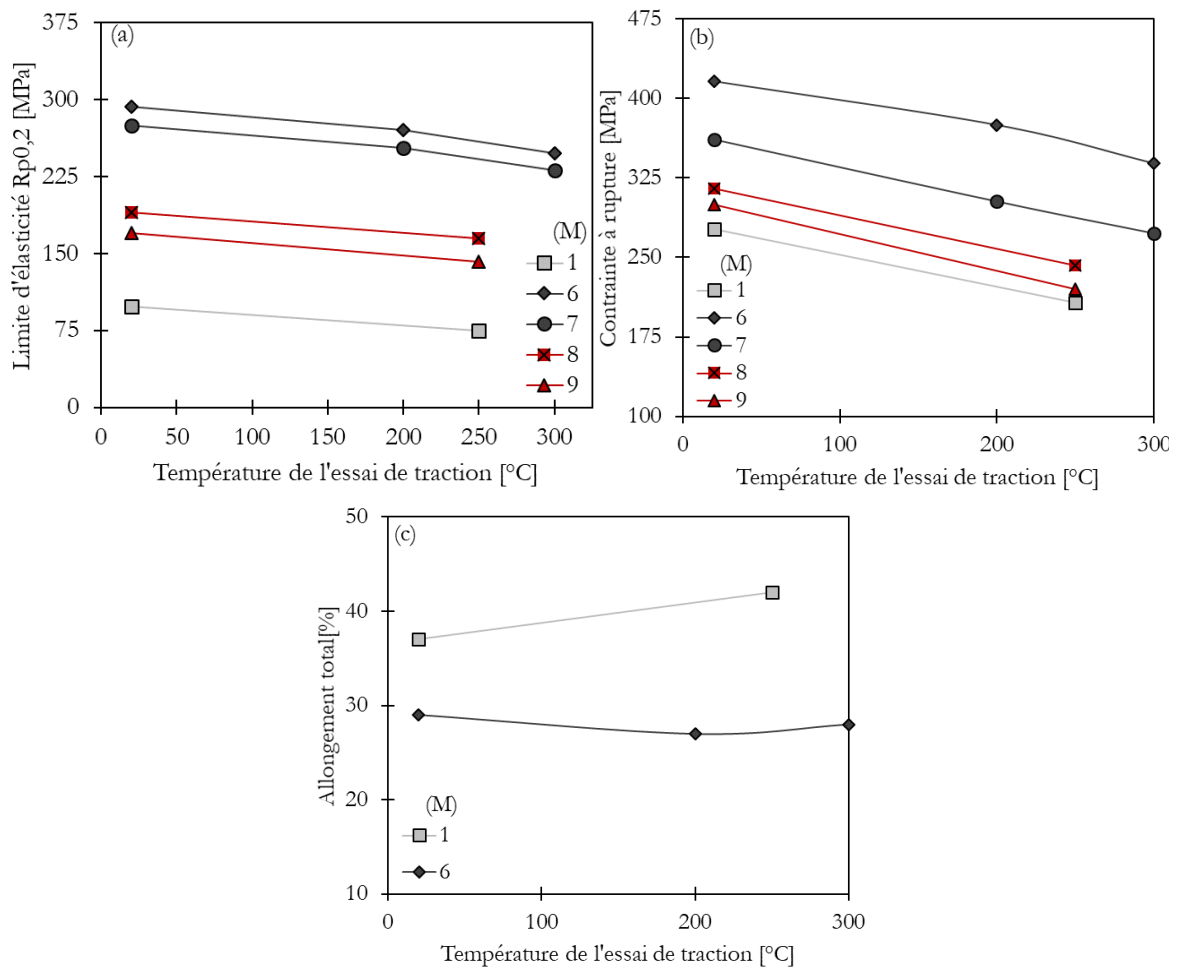 (a)
Limite d'élasticité Rp0,2 [MPa]
375
300
225
150
75
0
(M)
1
6
7
8
9
0 50 100 150 200 250 300
Température de l'essai de traction [°C]
(b)
Contrainte à rupture [MPa]
475
400
325
250
175
100
(M)
1
6
7
8
9
0 100 200 300
Température de l'essai de traction [°C]
(c)
Allongement total[%]
50
40
30
20
10
(M)
1
6
0 100 200 300
Température de l'essai de traction [°C]